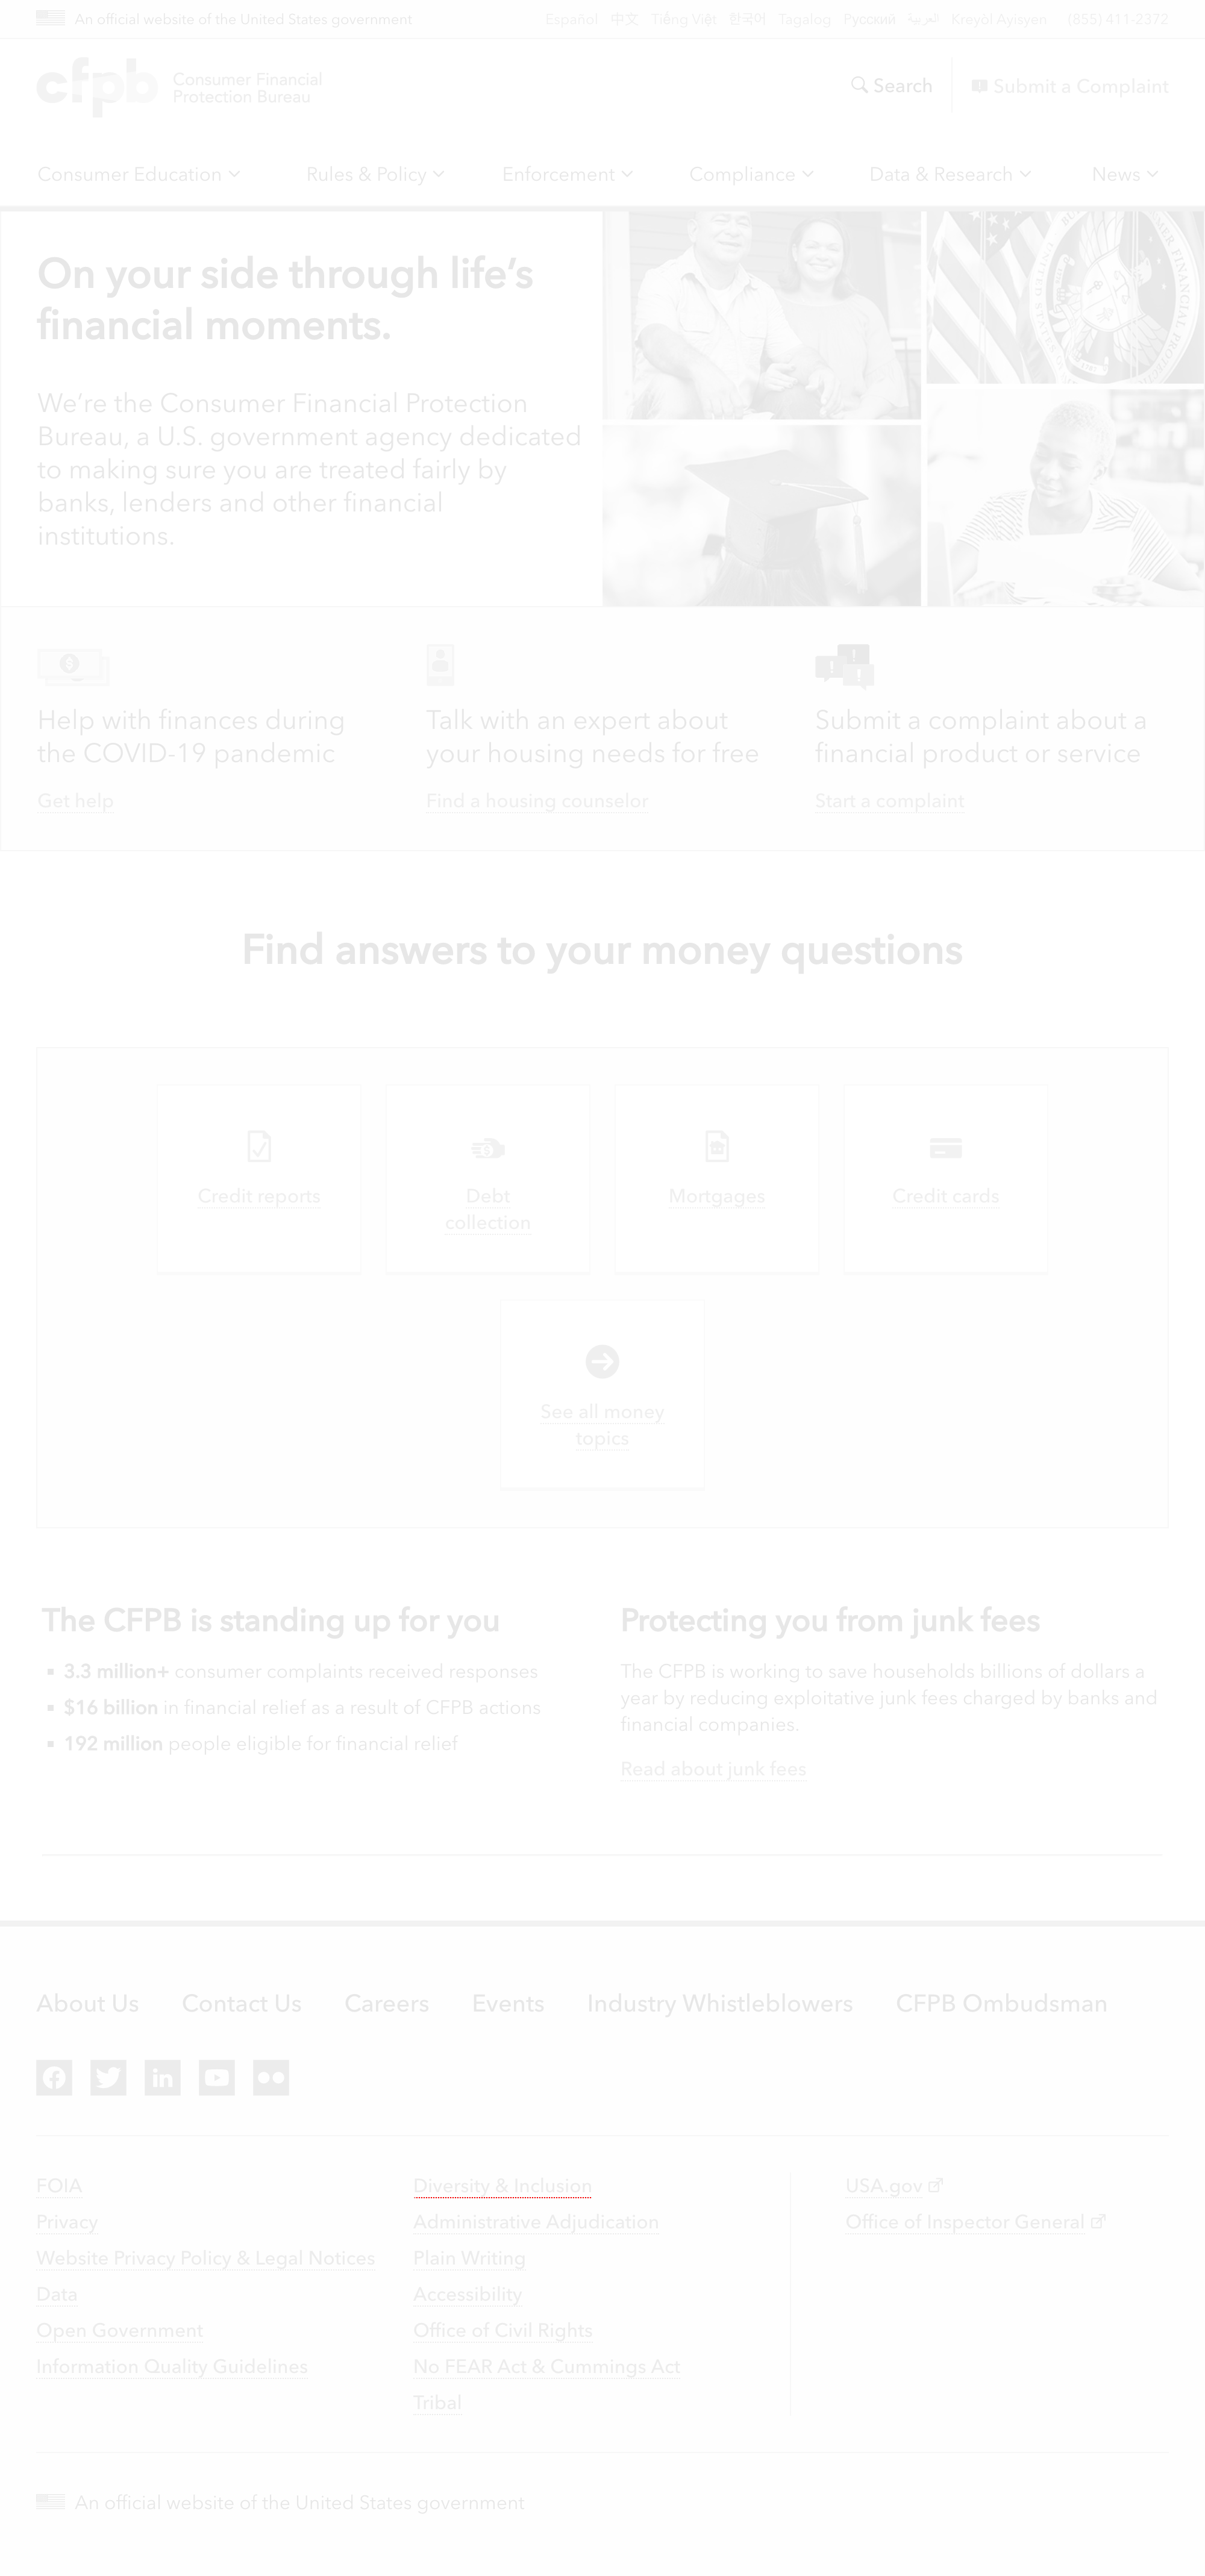 An official website of the United States government
Español 中文 Tiếng Việt 한국어 Tagalog Pусский العربية Kreyòl Ayisyen (855) 411-2372
cfpb Consumer Financial
Protection Bureau
Search
Submit a Complaint
Consumer Education
Rules & Policy
Enforcement
Compliance
Data & Research
News
On your side through life’s
financial moments.
We’re the Consumer Financial Protection
Bureau, a U.S. government agency dedicated
to making sure you are treated fairly by
banks, lenders and other financial
institutions.
Help with finances during
the COVID-19 pandemic
Get help
Talk with an expert about
your housing needs for free
Find a housing counselor
Submit a complaint about a
financial product or service
Start a complaint
Find answers to your money questions
Credit reports
Debt
collection
Mortgages
Credit cards
See all money
topics
The CFPB is standing up for you
3.3 million+ consumer complaints received responses
$16 billion in financial relief as a result of CFPB actions
192 million people eligible for financial relief
Protecting you from junk fees
The CFPB is working to save households billions of dollars a
year by reducing exploitative junk fees charged by banks and
financial companies.
Read about junk fees
About Us
Contact Us
Careers
Events
Industry Whistleblowers
CFPB Ombudsman
FOIA
Privacy
Website Privacy Policy & Legal Notices
Data
Open Government
Information Quality Guidelines
Diversity & Inclusion
Administrative Adjudication
Plain Writing
Accessibility
Office of Civil Rights
No FEAR Act & Cummings Act
Tribal
USA.gov
Office of Inspector General
An official website of the United States government